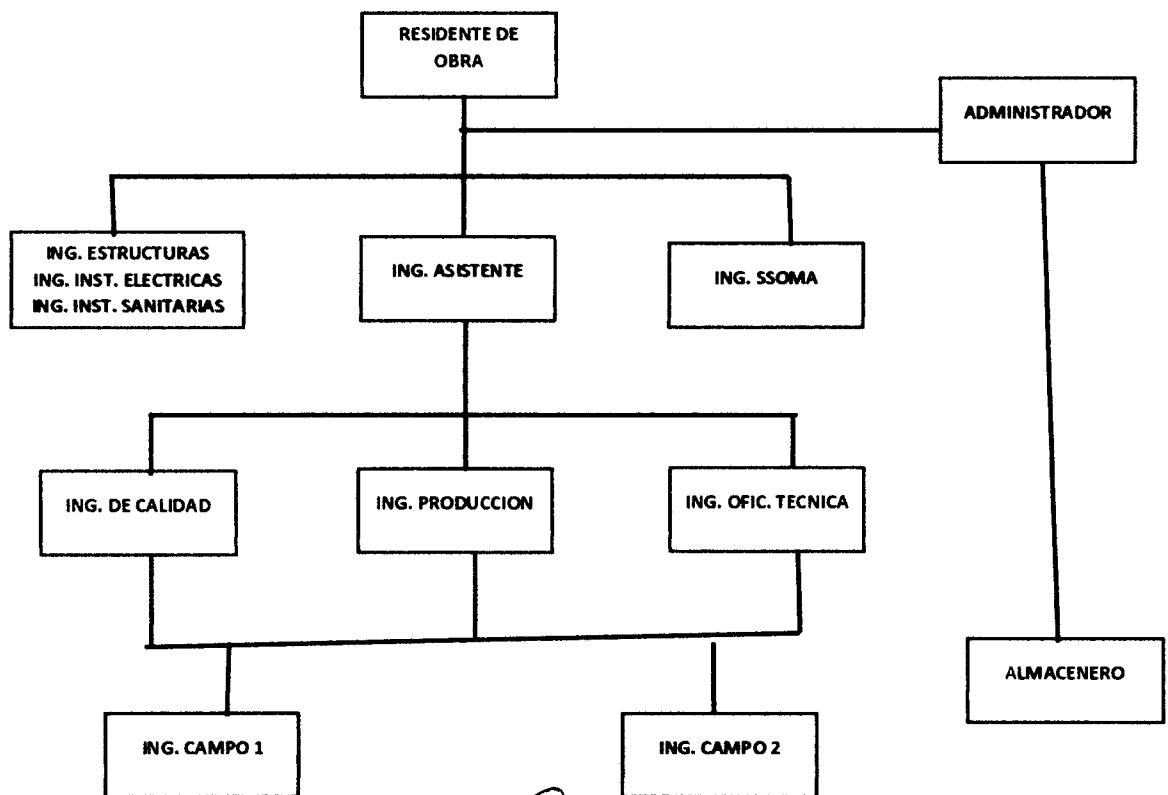 RESIDENTE DE
OBRA
ADMINISTRADOR
ING. ESTRUCTURAS
ING. INST. ELECTRICAS
ING. INST. SANITARIAS
ING. ASISTENTE
ING. SSOMA
ING. DE CALIDAD
ING. PRODUCCION
ING. OFIC. TECNICA
ALMACENERO
ING. CAMPO 1
ING. CAMPO 2